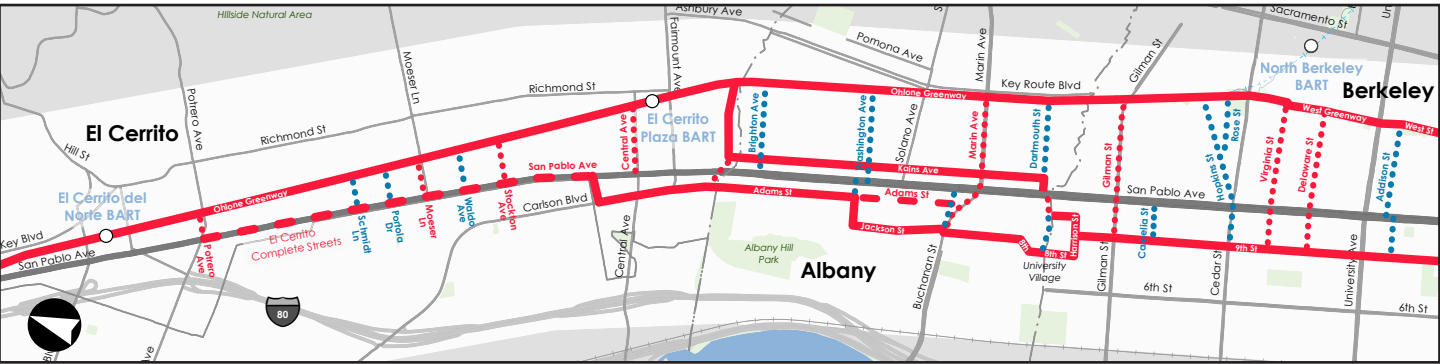 Hillside Natural Area
Ashbury Ave
Sacramento St
Pomona Ave
Marin Ave
Gilman St
Fairmount Ave
Moeser Ln
Potrero Ave
Richmond St
Richmond St
Key Route Blvd
North Berkeley
BART
Berkeley
El Cerrito
El Cerrito
Plaza BART
Ohlone Greenway
West Greenway
West St
Hill St
Central Ave
Brighton Ave
Washington Ave
Solano Ave
Marin Ave
Dartmouth St
Gilman St
Hopkins St
Rose St
Virginia St
Delaware St
Addison St
San Pablo Ave
Kains Ave
El Cerrito del
Norte BART
Ohlone Greenway
Schmidt
Ln
Portola
Dr
Moeser
Ln
Waldo
Ave
Stockton
Ave
Carlson Blvd
Adams St
Adams St
San Pablo Ave
Key Blvd
San Pablo Ave
Potrero
Ave
El Cerrito
Complete Streets
Central Ave
Jackson St
8th
8th St
Harrison St
Camelia St
9th St
Albany Hill
Park
Albany
Buchanan St
University
Village
Gilman St
Cedar St
University Ave
6th St
6th St
80
Ave